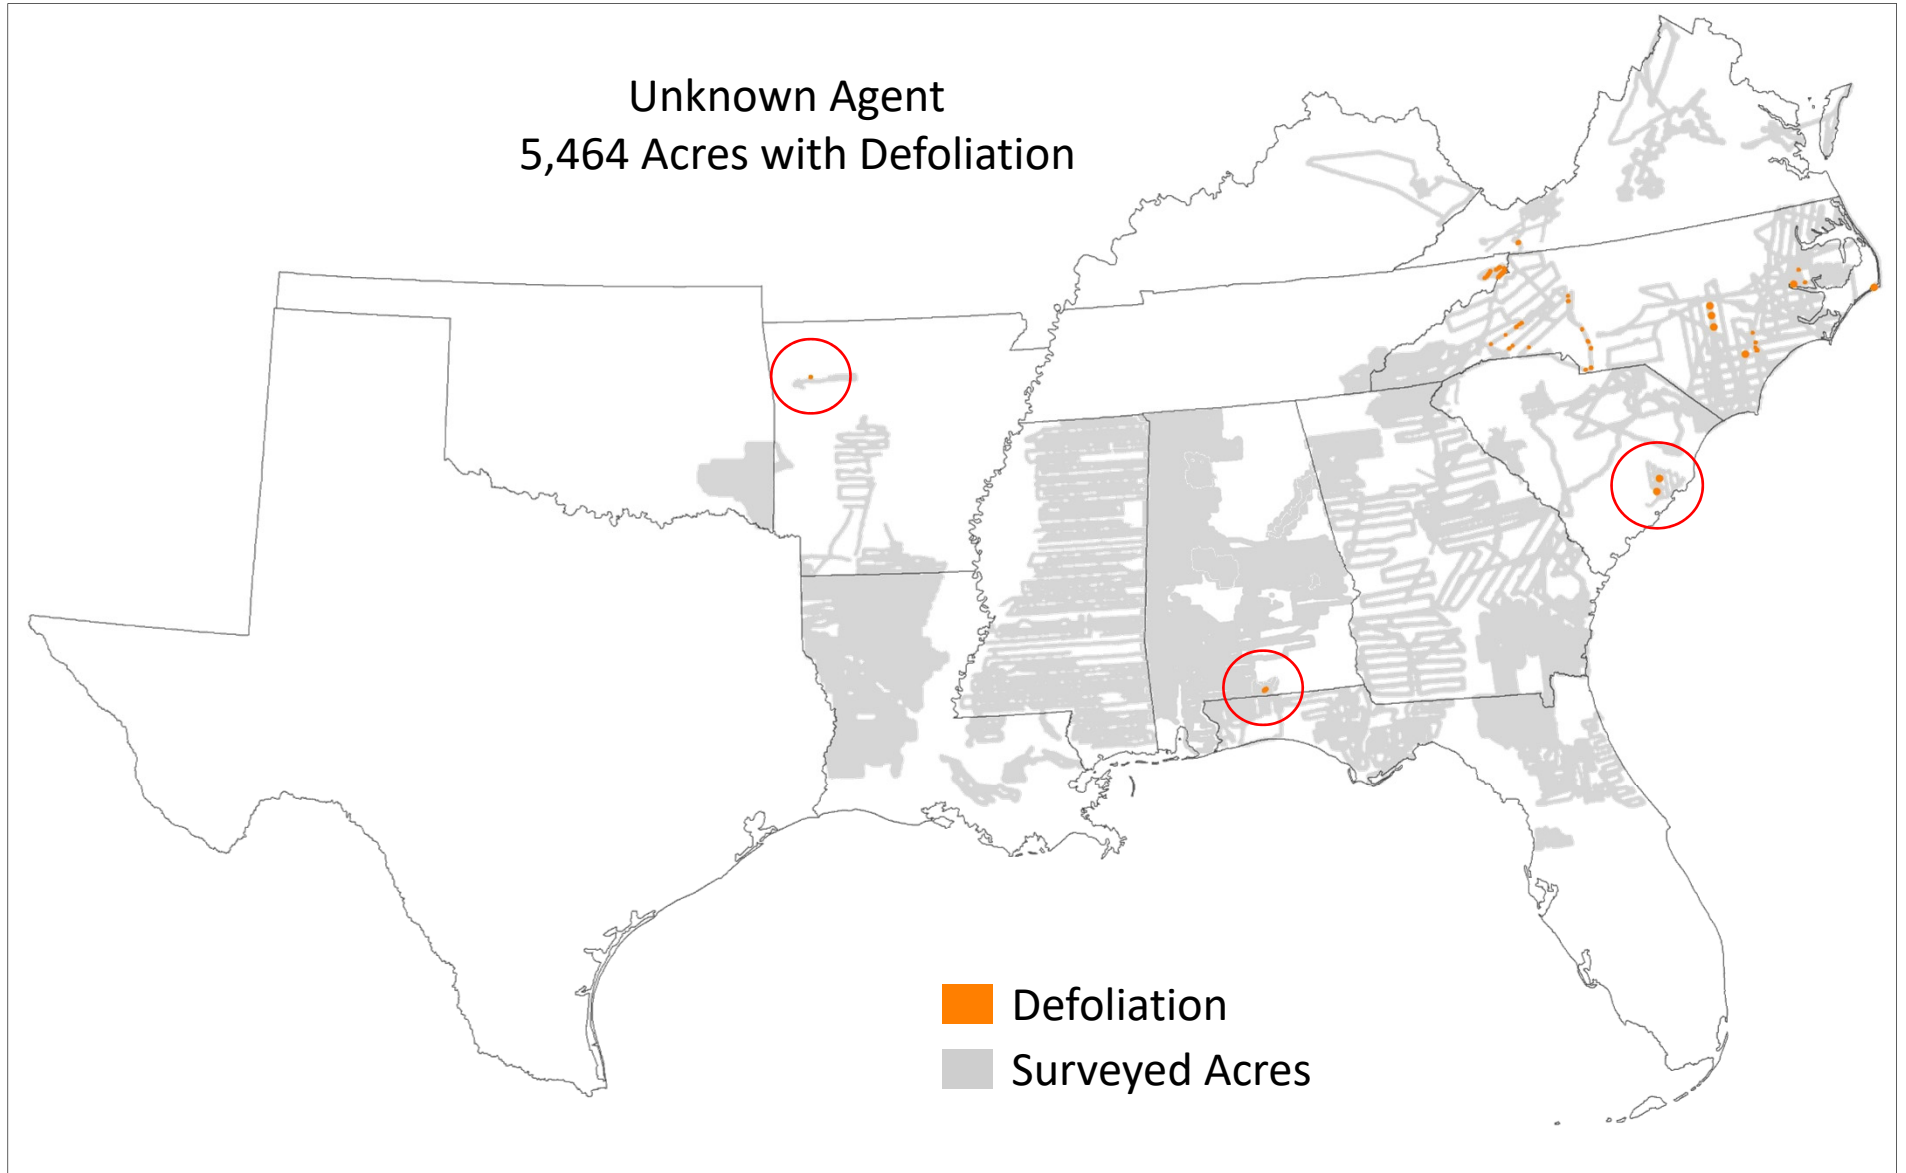 Unknown Agent
5,464 Acres with Defoliation
Defoliation
Surveyed Acres